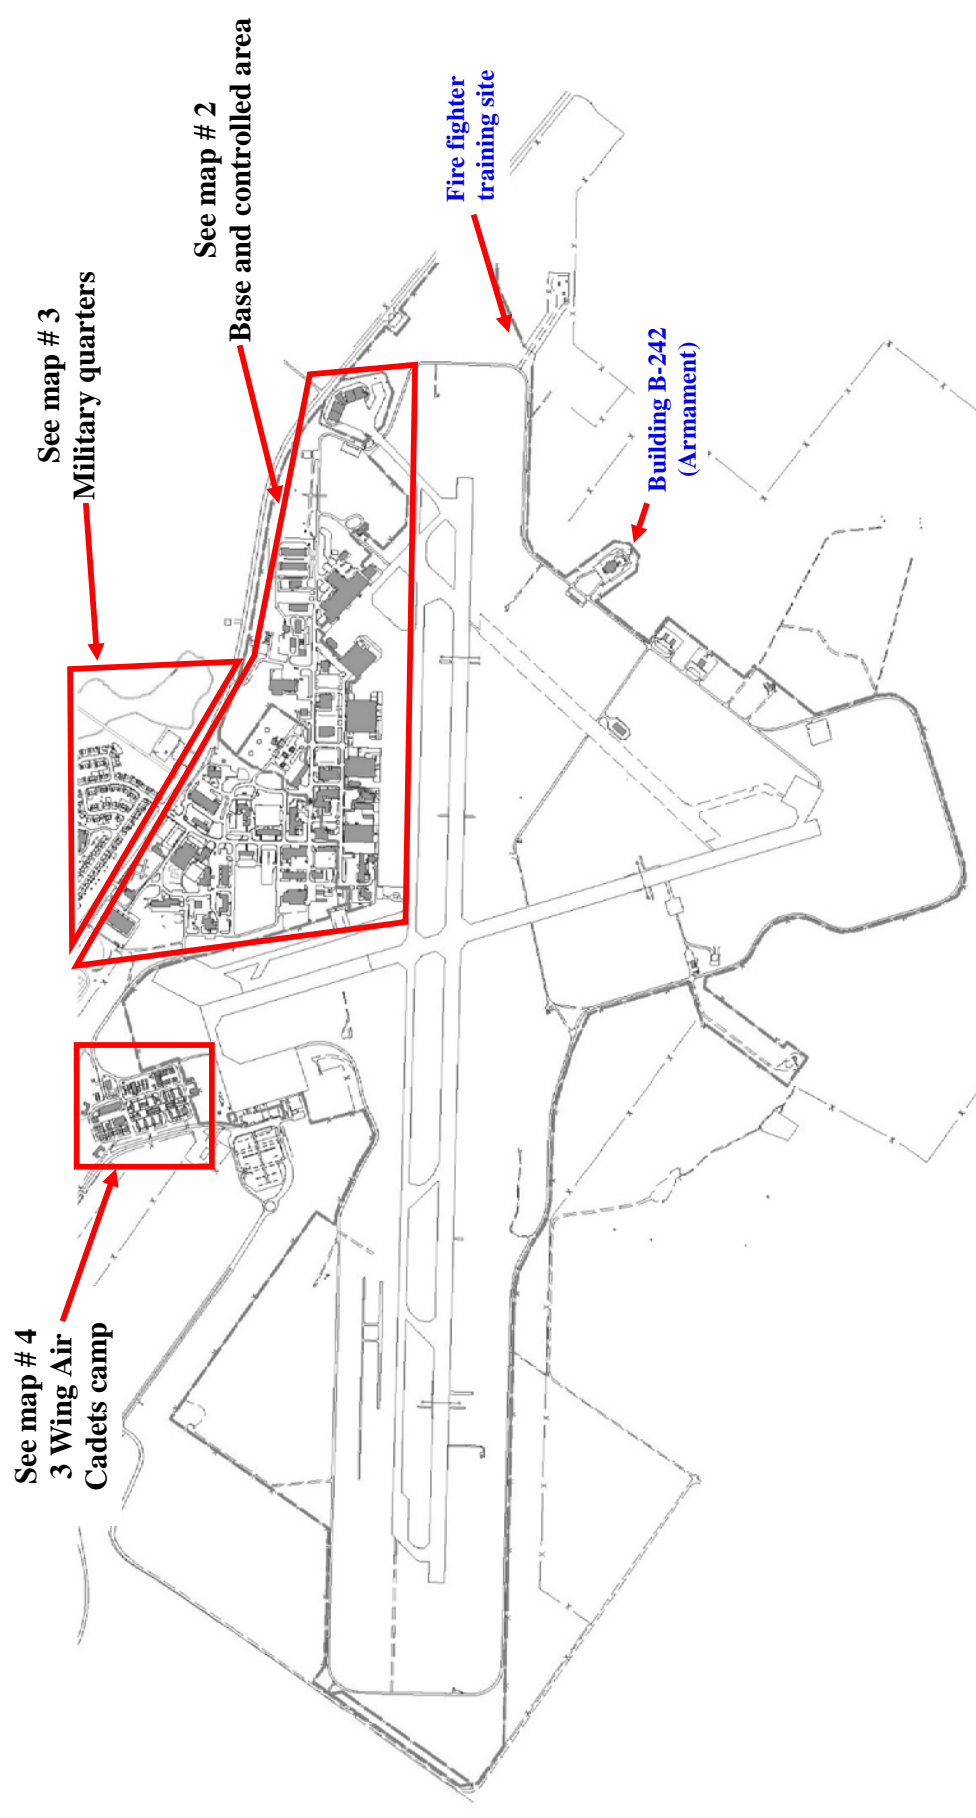 See map # 4
3 Wing Air
Cadets camp
See map # 3
Military quarters
See map # 2
Base and controlled area
Fire fighter
training site
Building B-242
(Armament)